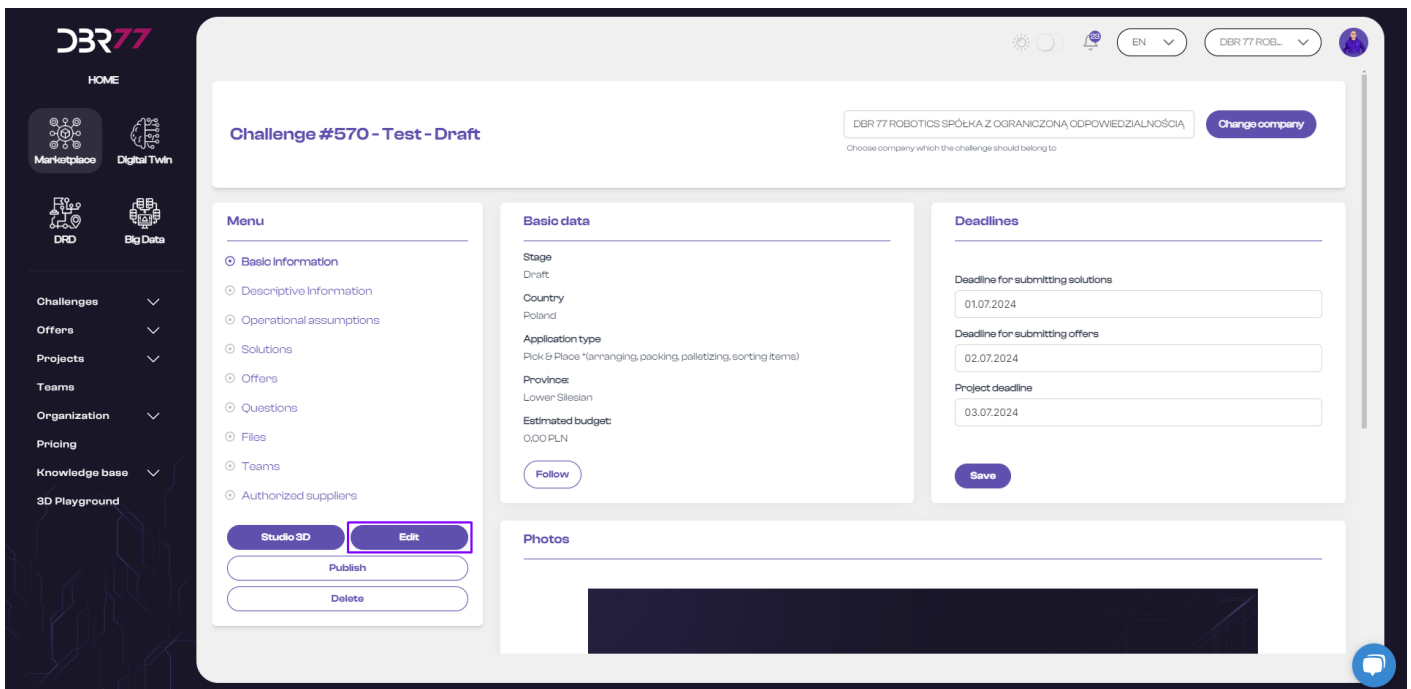 DBR77
HOME
Marketplace
Digital Twin
DRD
Big Data
Challenges
Offers
Projects
Teams
Organization
Pricing
Knowledge base
3D Playground
23
EN
DBR 77 ROB...
Challenge #570 - Test - Draft
DBR 77 ROBOTICS SPÓŁKA Z OGRANICZONĄ ODPOWIEDZIALNOŚCIĄ
Change company
Choose company which the challenge should belong to
Menu
Basic information
Descriptive Information
Operational assumptions
Solutions
Offers
Questions
Files
Teams
Authorized suppliers
Studio 3D
Edit
Publish
Delete
Basic data
Stage
Draft
Country
Poland
Application type
Pick & Place *(arranging, packing, palletizing, sorting items)
Province:
Lower Silesian
Estimated budget:
0,00 PLN
Follow
Deadlines
Deadline for submitting solutions
01.07.2024
Deadline for submitting offers
02.07.2024
Project deadline
03.07.2024
Save
Photos